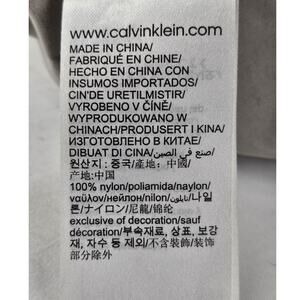 www.calvinklein.com
MADE IN CHINA/
FABRIQUÉ EN CHINE/
HECHO EN CHINA CON
INSUMOS IMPORTADOS/
CIN'DE URETILMISTIR/
VYROBENO V ČÍNĚ/
WYPRODUKOWANO W
CHINACH/PRODUSERT I KINA/
ИЗГОТОВЛЕНО В КИТАЕ/
DIBUAT DI CINA/صنع في الصين/
원산지: 중국/產地: 中國/
产地:中国
100% nylon/poliamida/naylon/
ναϋλον/нейлон/nilon/نايلون/나일
론/ナイロン/尼龍/锦纶
exclusive of decoration/sauf
décoration/부속재료, 상표, 보강
재, 자수 등 제외/不含裝飾/装饰
部分除外